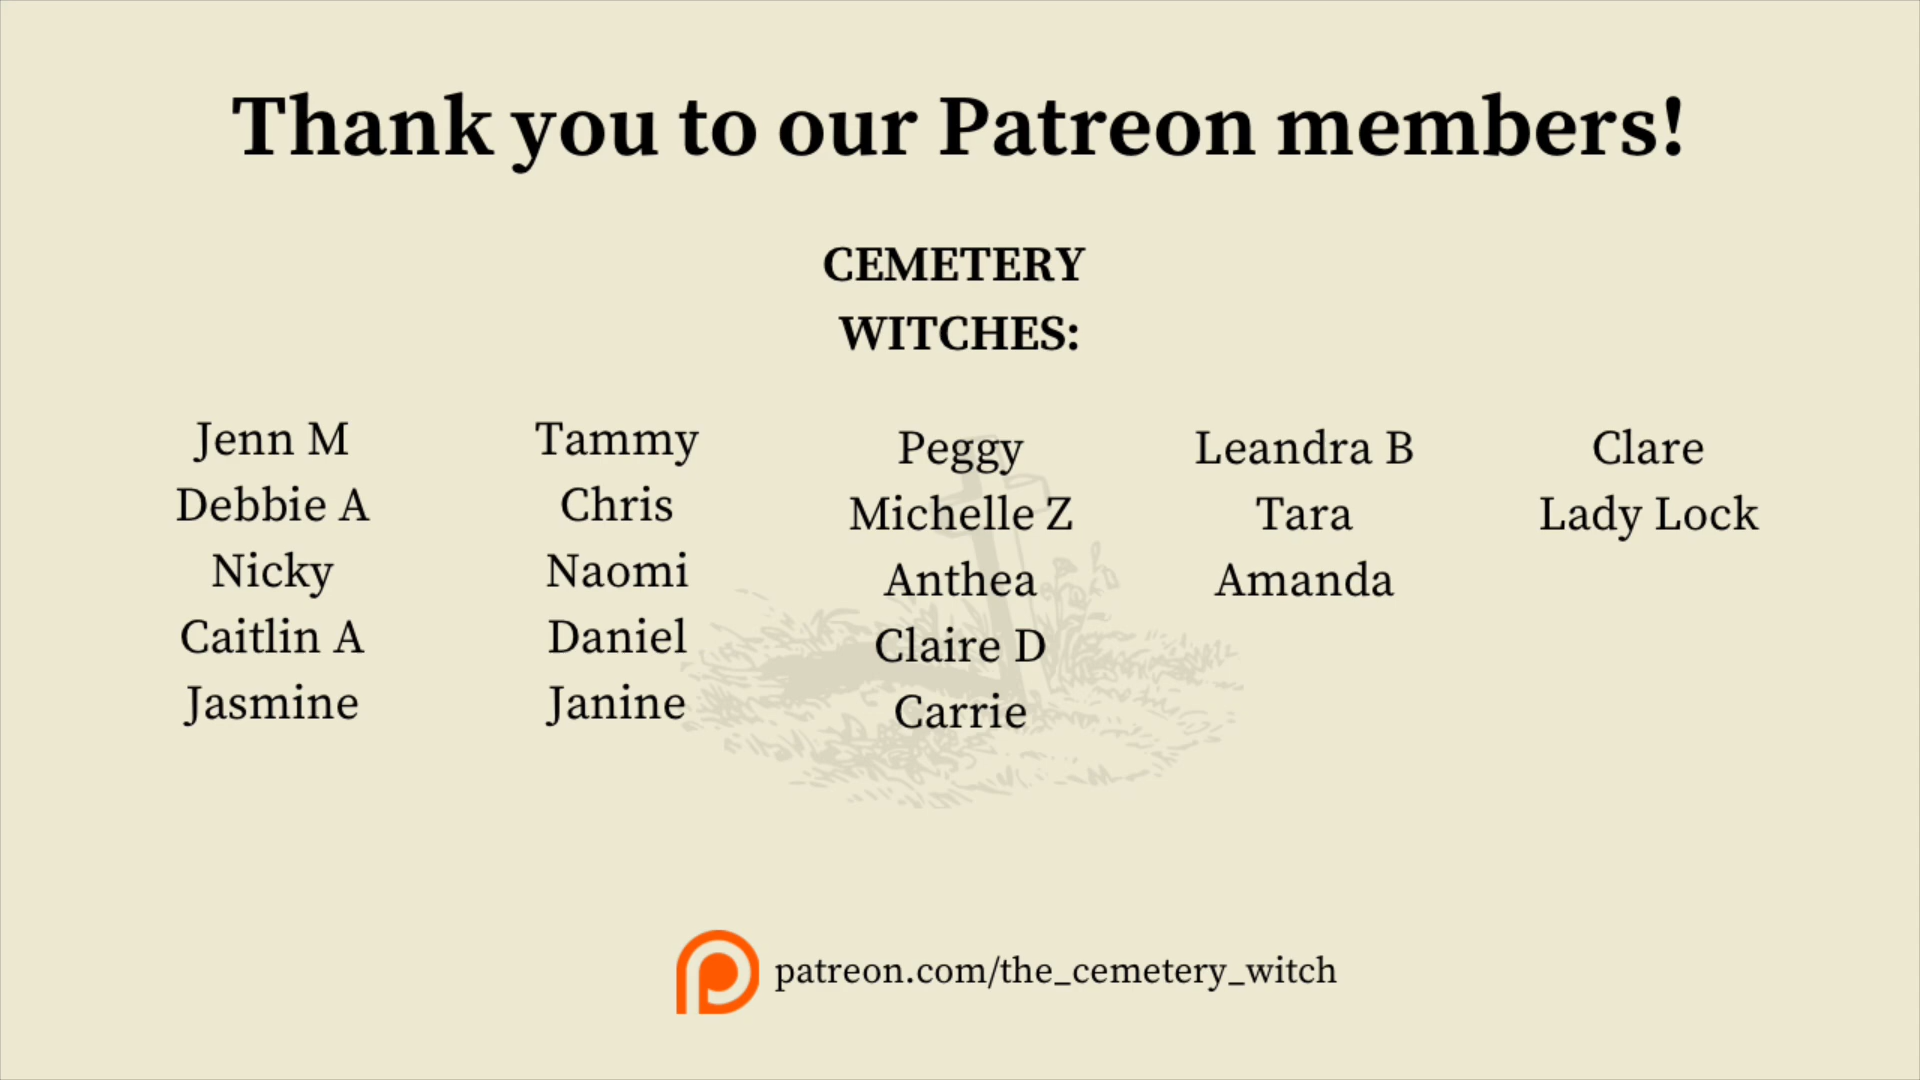 Thank you to our Patreon members!
CEMETERY
WITCHES:
Jenn M
Debbie A
Nicky
Caitlin A
Jasmine
Tammy
Chris
Naomi
Daniel
Janine
Peggy
Michelle Z
Anthea
Claire D
Carrie
Leandra B
Tara
Amanda
Clare
Lady Lock
patreon.com/the_cemetery_witch